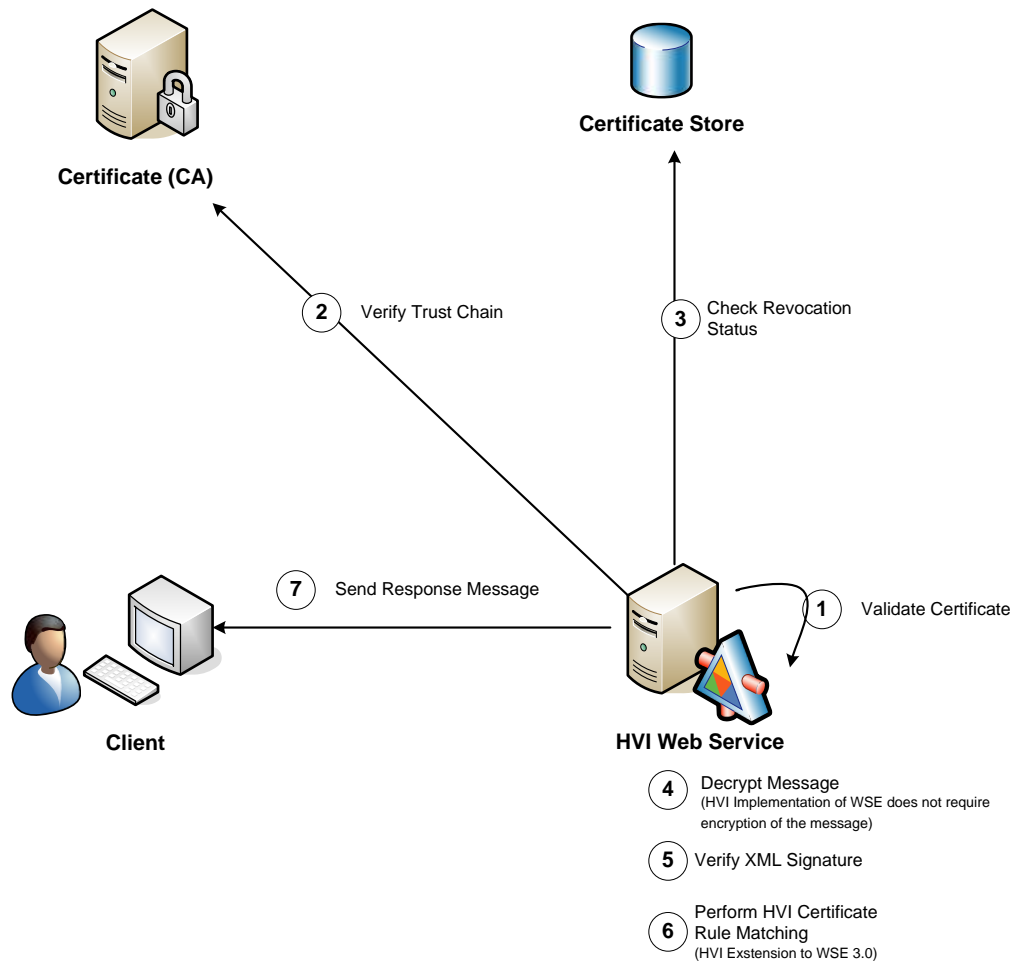 Certificate Store
Certificate (CA)
2
Verify Trust Chain
3
Check Revocation
Status
7
Send Response Message
1
Validate Certificate
Client
HVI Web Service
4
Decrypt Message
(HVI Implementation of WSE does not require
encryption of the message)
5
Verify XML Signature
6
Perform HVI Certificate
Rule Matching
(HVI Exstension to WSE 3.0)